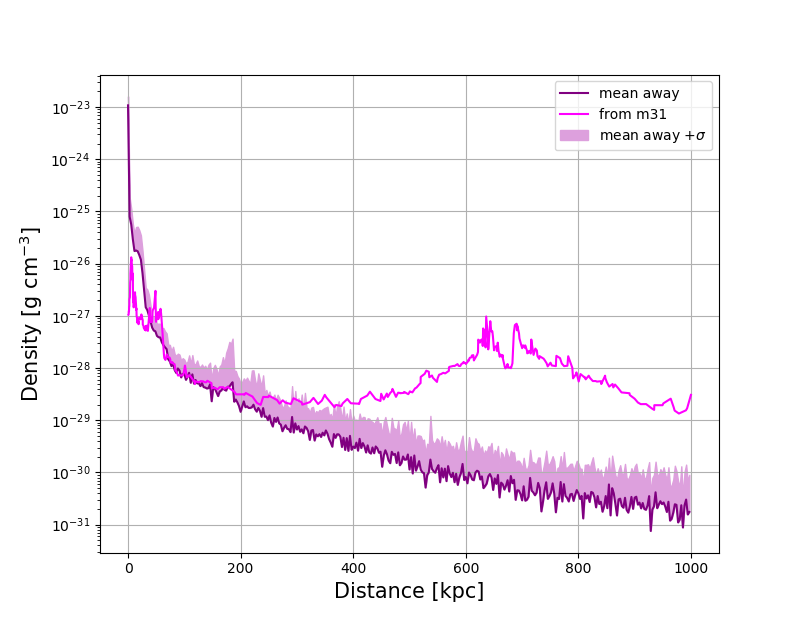 mean away
from m31
mean away +σ
Density [g cm⁻³]
10⁻²³
10⁻²⁴
10⁻²⁵
10⁻²⁶
10⁻²⁷
10⁻²⁸
10⁻²⁹
10⁻³⁰
10⁻³¹
0 200 400 600 800 1000
Distance [kpc]